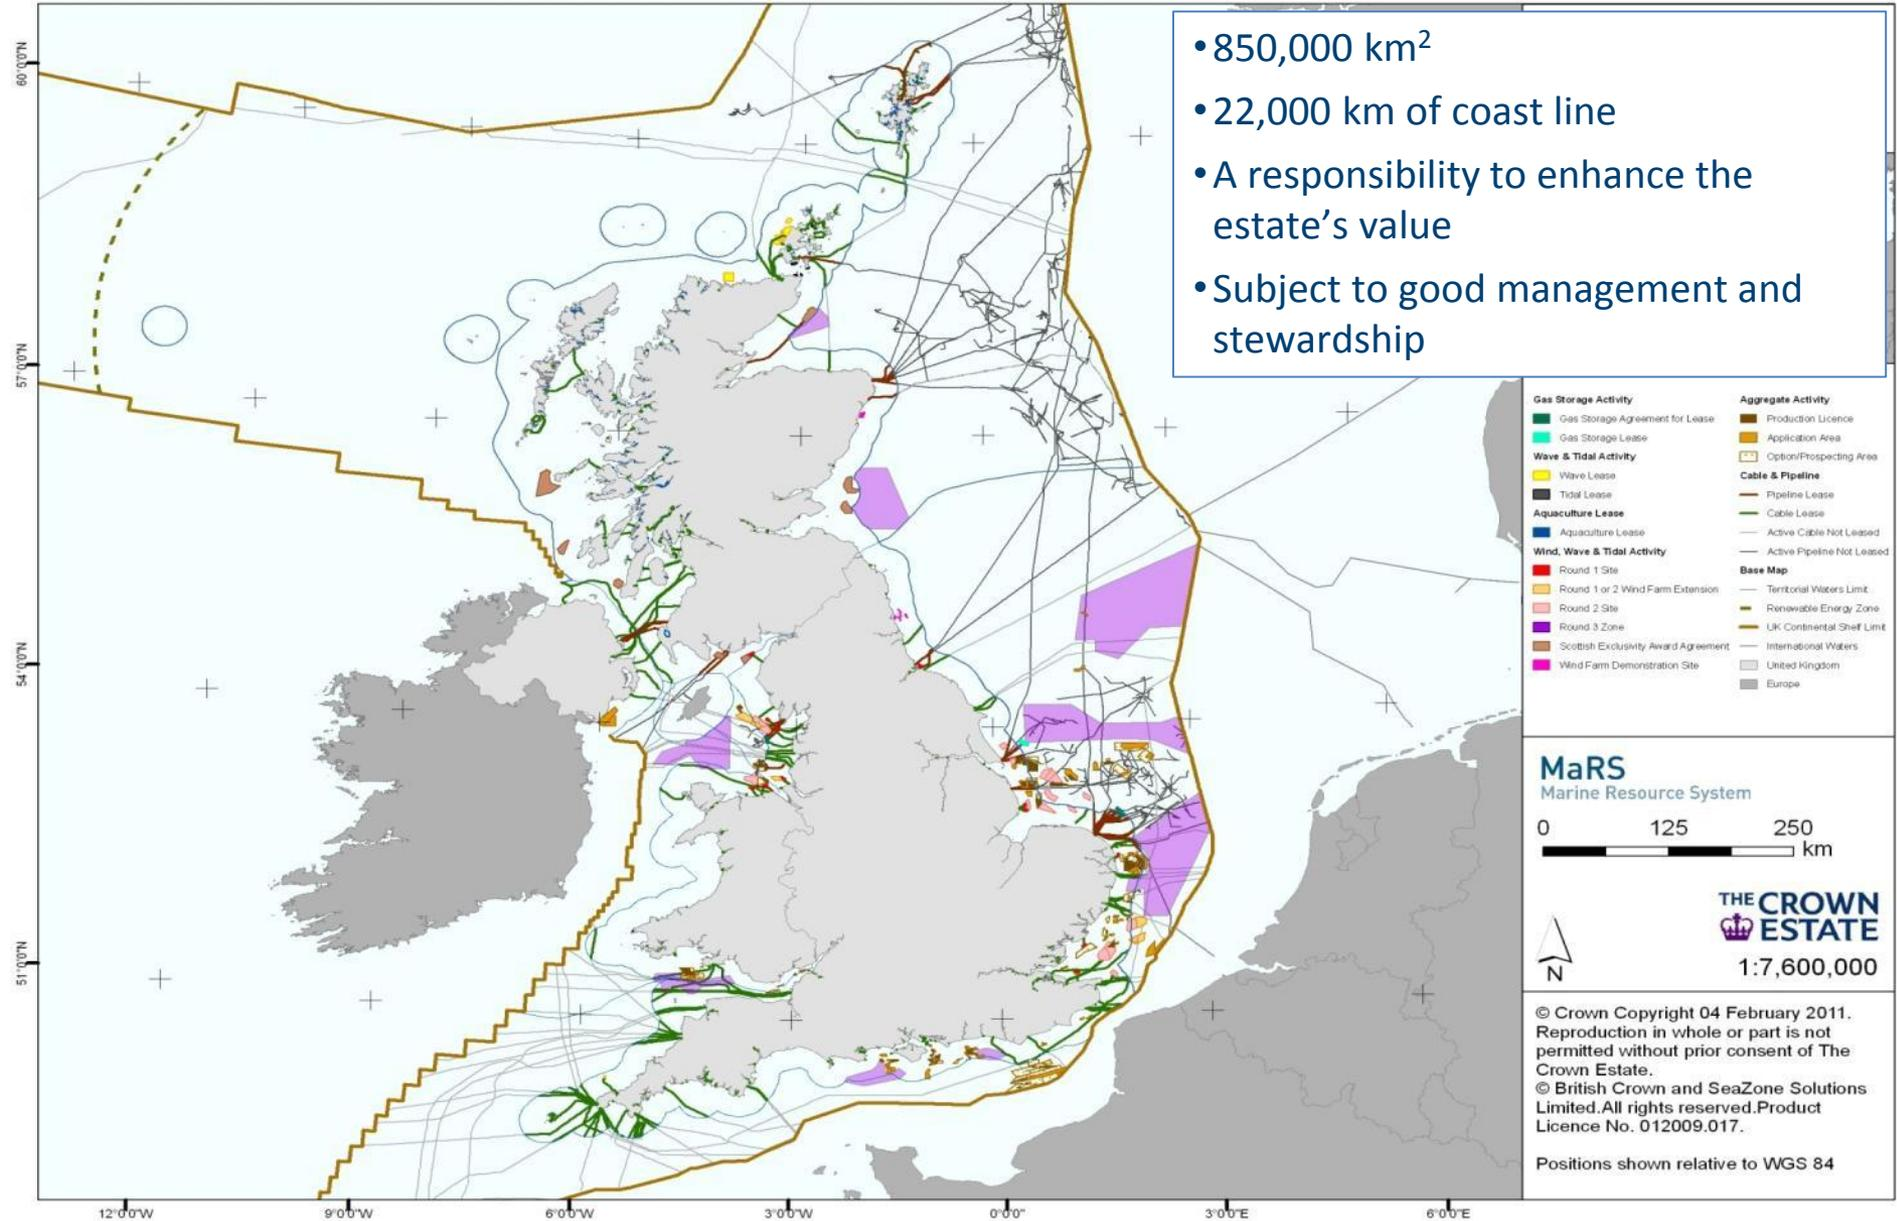 •850,000 km²
•22,000 km of coast line
•A responsibility to enhance the
estate’s value
•Subject to good management and
stewardship
60°0'0"N
57°0'0"N
54°0'0"N
51°0'0"N
Gas Storage Activity
Gas Storage Agreement for Lease
Gas Storage Lease
Wave & Tidal Activity
Wave Lease
Tidal Lease
Aquaculture Lease
Aquaculture Lease
Wind, Wave & Tidal Activity
Round 1 Site
Round 1 or 2 Wind Farm Extension
Round 2 Site
Round 3 Zone
Scottish Exclusivity Award Agreement
Wind Farm Demonstration Site
Aggregate Activity
Production Licence
Application Area
Option/Prospecting Area
Cable & Pipeline
Pipeline Lease
Cable Lease
Active Cable Not Leased
Active Pipeline Not Leased
Base Map
Territorial Waters Limit
Renewable Energy Zone
UK Continental Shelf Limit
International Waters
United Kingdom
Europe
MaRS
Marine Resource System
0 125 250
km
THE CROWN
ESTATE
N
1:7,600,000
© Crown Copyright 04 February 2011.
Reproduction in whole or part is not
permitted without prior consent of The
Crown Estate.
© British Crown and SeaZone Solutions
Limited.All rights reserved.Product
Licence No. 012009.017.
Positions shown relative to WGS 84
12°0'0"W 9°0'0"W 6°0'0"W 3°0'0"W 0°0'0" 3°0'0"E 6°0'0"E